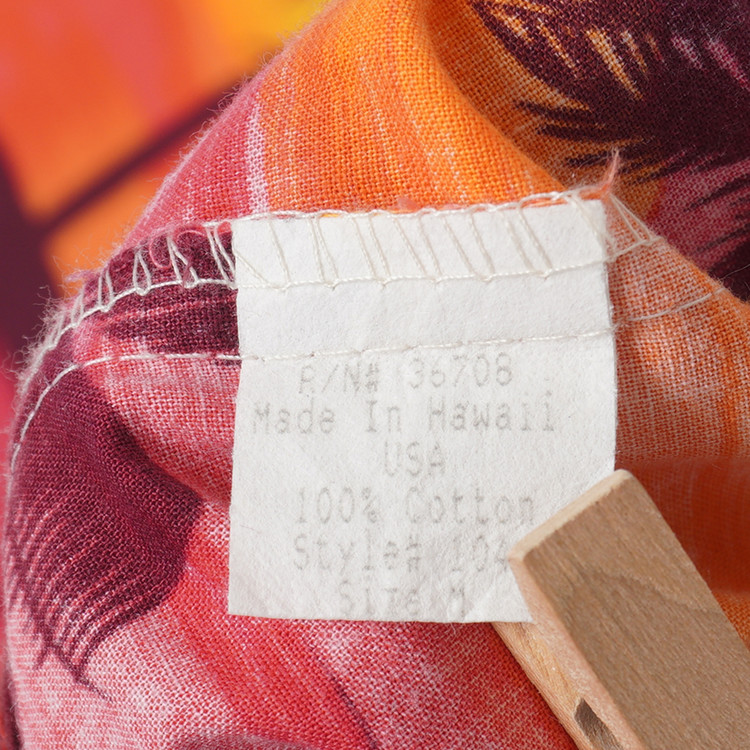 R/N# 36708
Made In Hawaii
USA
100% Cotton
Style# 104
Size M